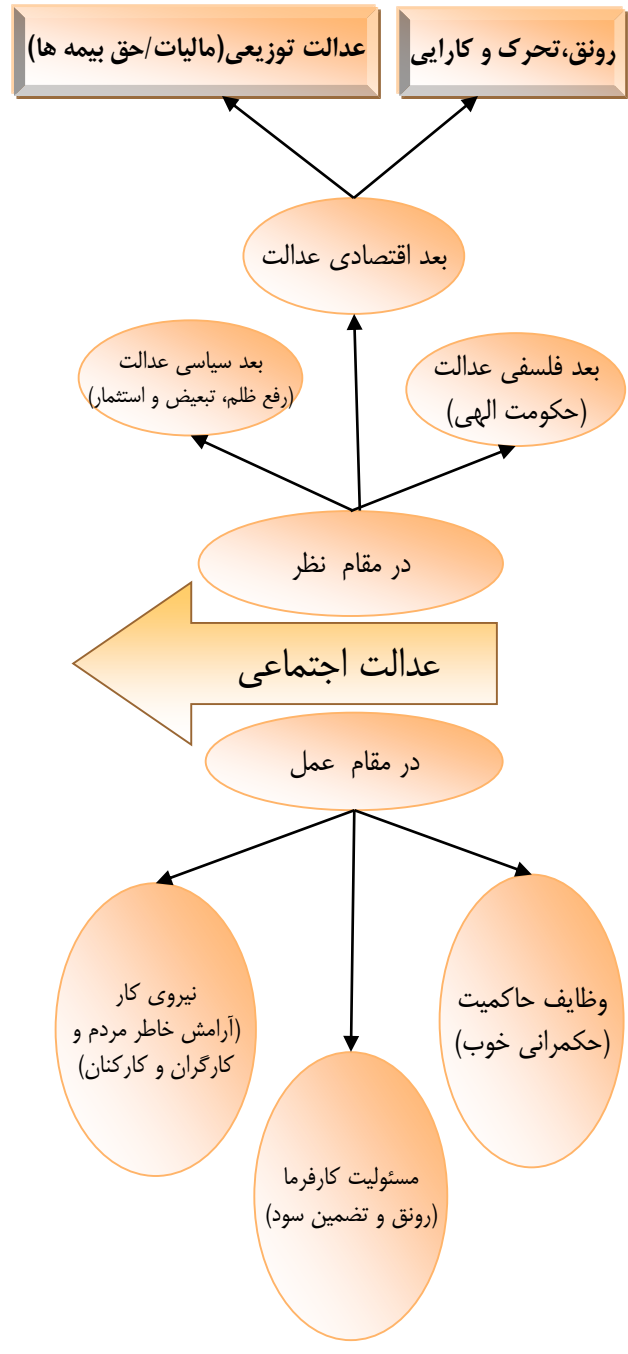 رونق،تحرک و کارایی
عدالت توزیعی(مالیات/حق بیمه ها)
بعد اقتصادی عدالت
بعد فلسفی عدالت
(حکومت الهی)
بعد سیاسی عدالت
(رفع ظلم، تبعیض و استثمار)
در مقام نظر
عدالت اجتماعی
در مقام عمل
وظایف حاکمیت
(حکمرانی خوب)
مسئولیت کارفرما
(رونق و تضمین سود)
نیروی کار
(آرامش خاطر مردم و
کارگران و کارکنان)